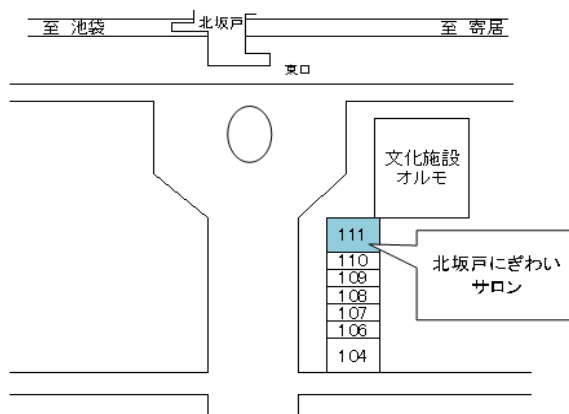 至 池袋
北坂戸
至 寄居
東口
文化施設
オルモ
111
110
109
108
107
106
104
北坂戸にぎわい
サロン